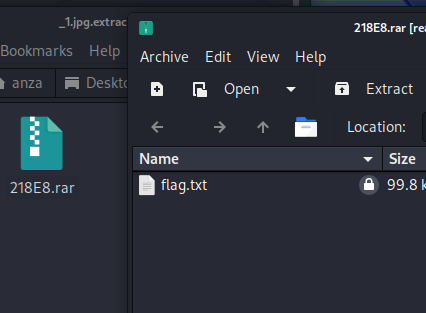 _1.jpg.extrac
218E8.rar [rea
Bookmarks Help
Archive Edit View Help
anza Deskto
Open Extract
Location:
Name Size
flag.txt 99.8 k
218E8.rar